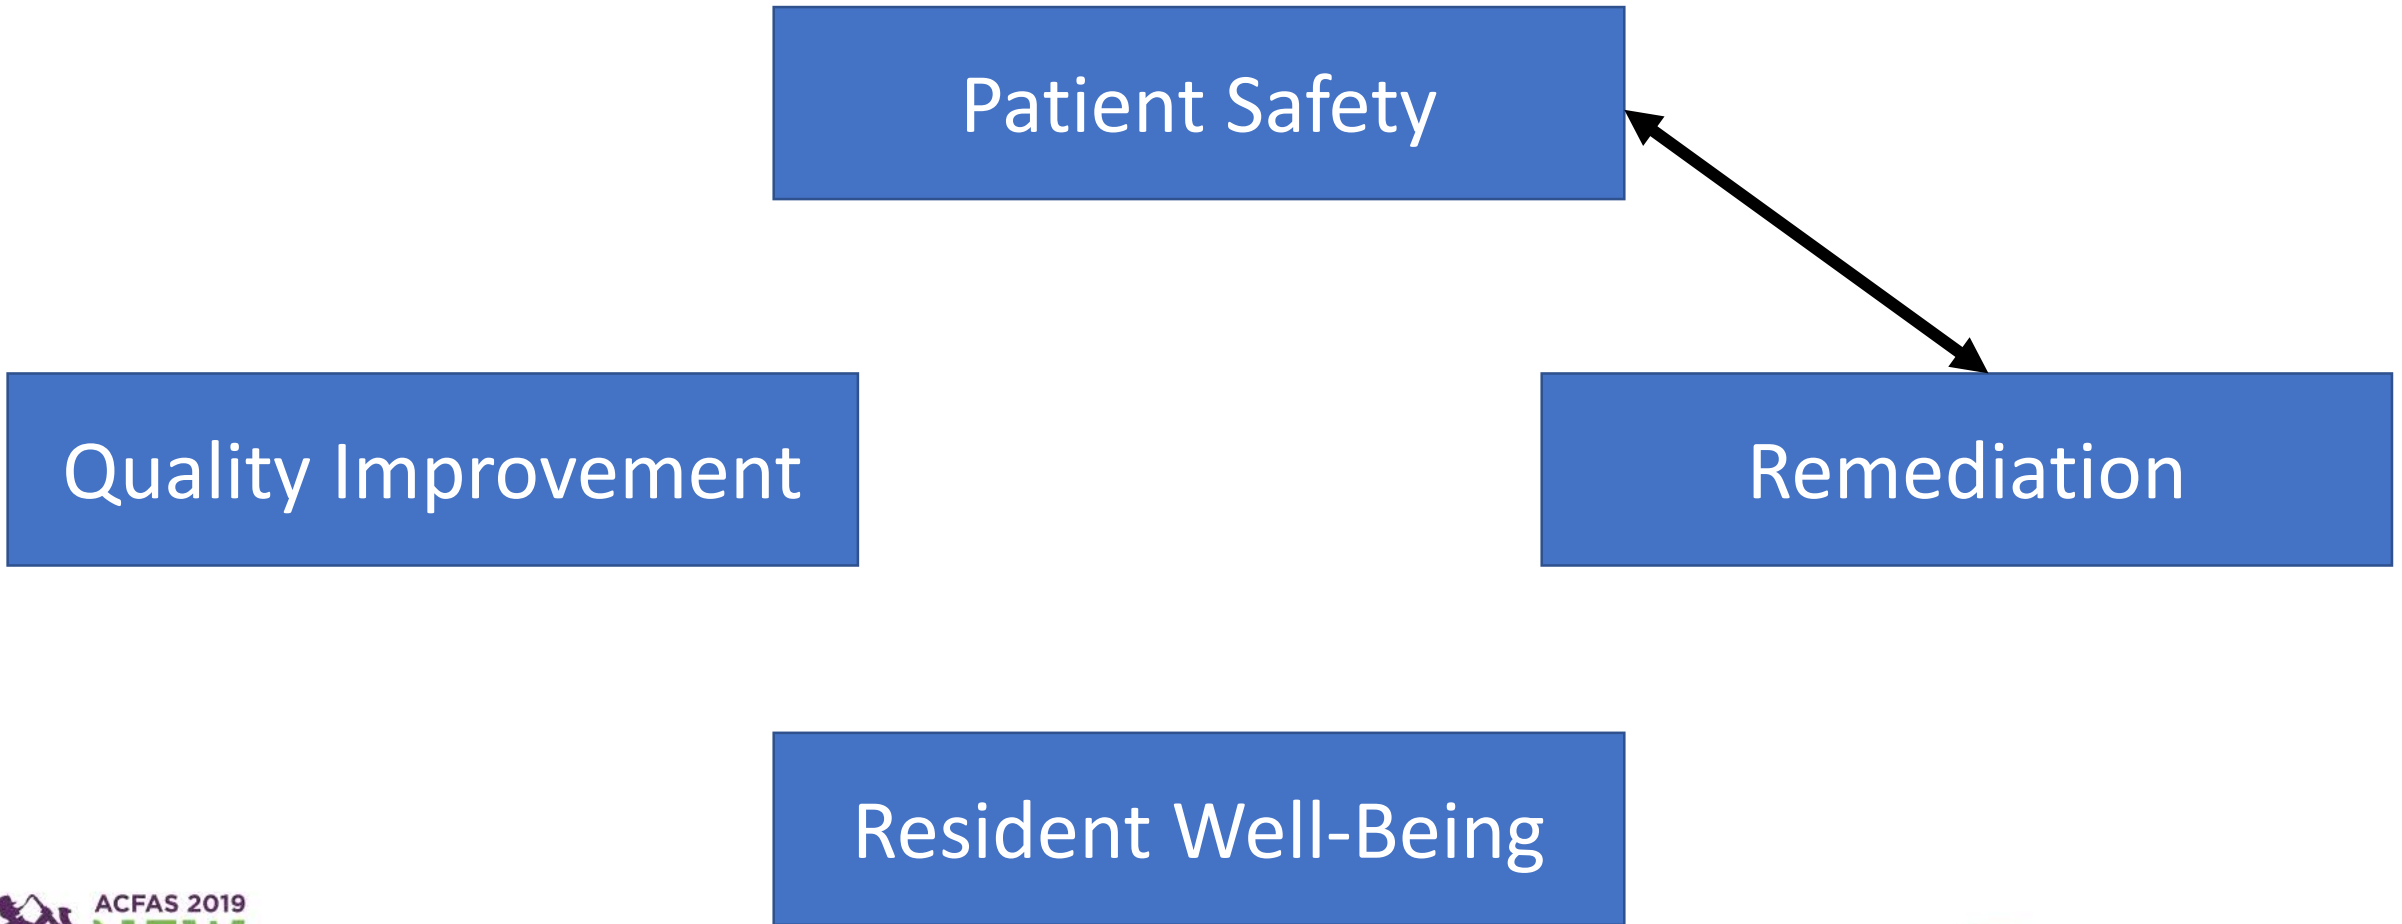 Patient Safety
Quality Improvement
Remediation
Resident Well-Being
ACFAS 2019